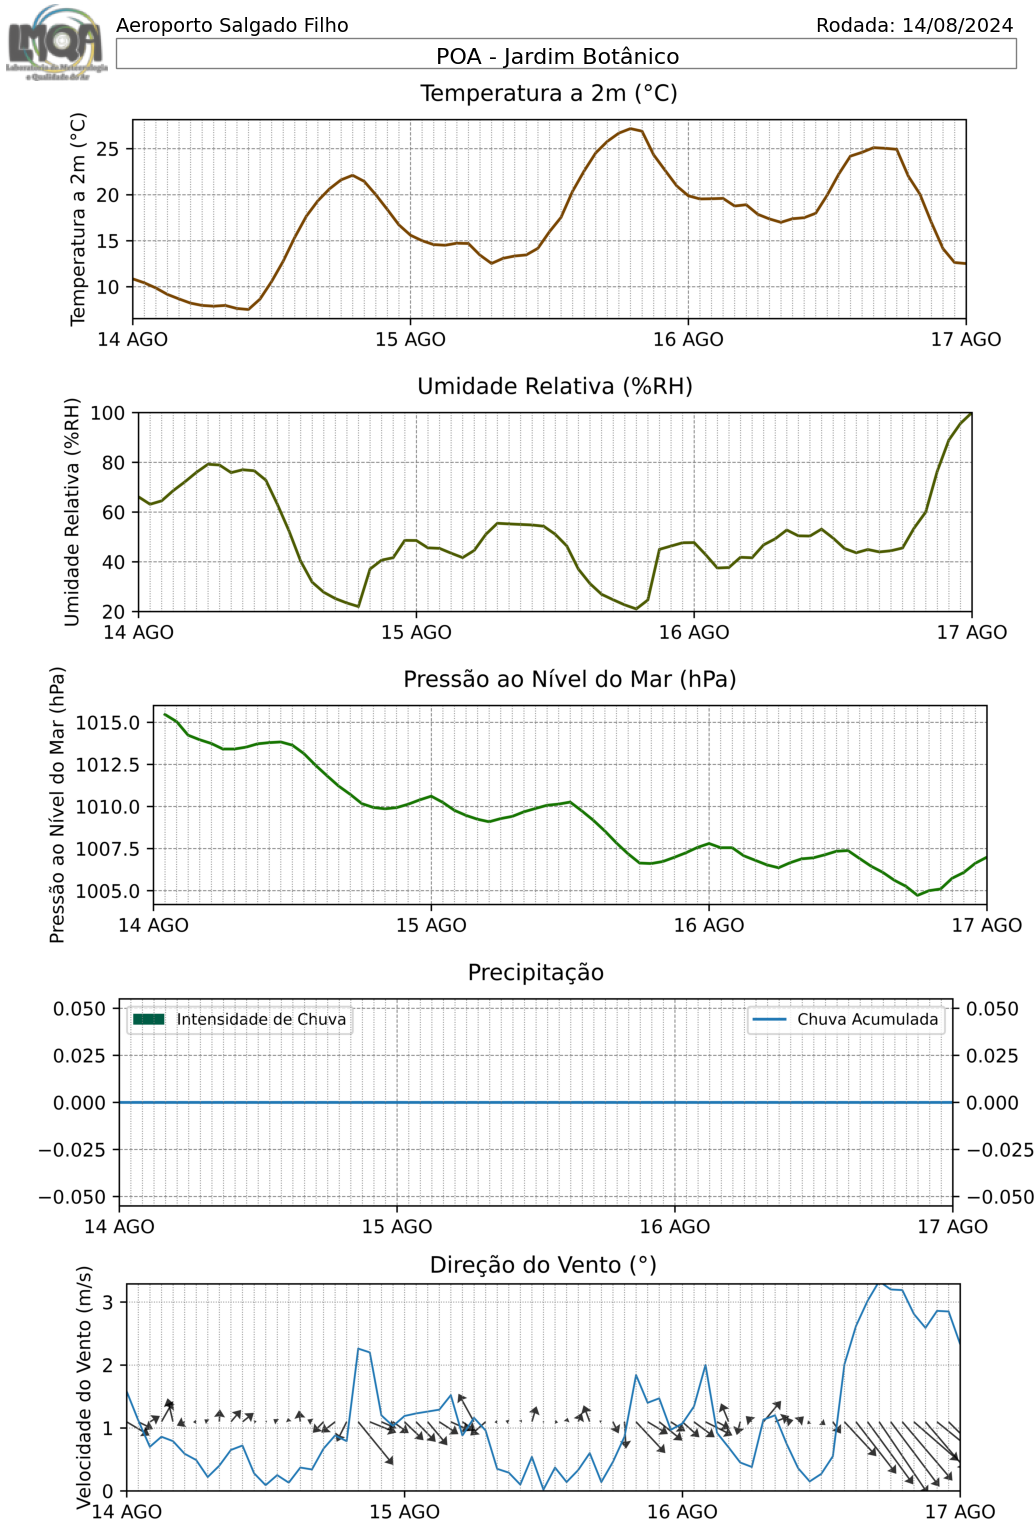 LMQA
Laboratório de Meteorologia
e Qualidade do Ar
Aeroporto Salgado Filho
Rodada: 14/08/2024
POA - Jardim Botânico
Temperatura a 2m (°C)
Temperatura a 2m (°C)
25
20
15
10
14 AGO 15 AGO 16 AGO 17 AGO
Umidade Relativa (%RH)
Umidade Relativa (%RH)
100
80
60
40
20
14 AGO 15 AGO 16 AGO 17 AGO
Pressão ao Nível do Mar (hPa)
Pressão ao Nível do Mar (hPa)
1015.0
1012.5
1010.0
1007.5
1005.0
14 AGO 15 AGO 16 AGO 17 AGO
Precipitação
Intensidade de Chuva
Chuva Acumulada
0.050 0.050
0.025 0.025
0.000 0.000
−0.025 −0.025
−0.050 −0.050
14 AGO 15 AGO 16 AGO 17 AGO
Direção do Vento (°)
Velocidade do Vento (m/s)
3
2
1
0
14 AGO 15 AGO 16 AGO 17 AGO